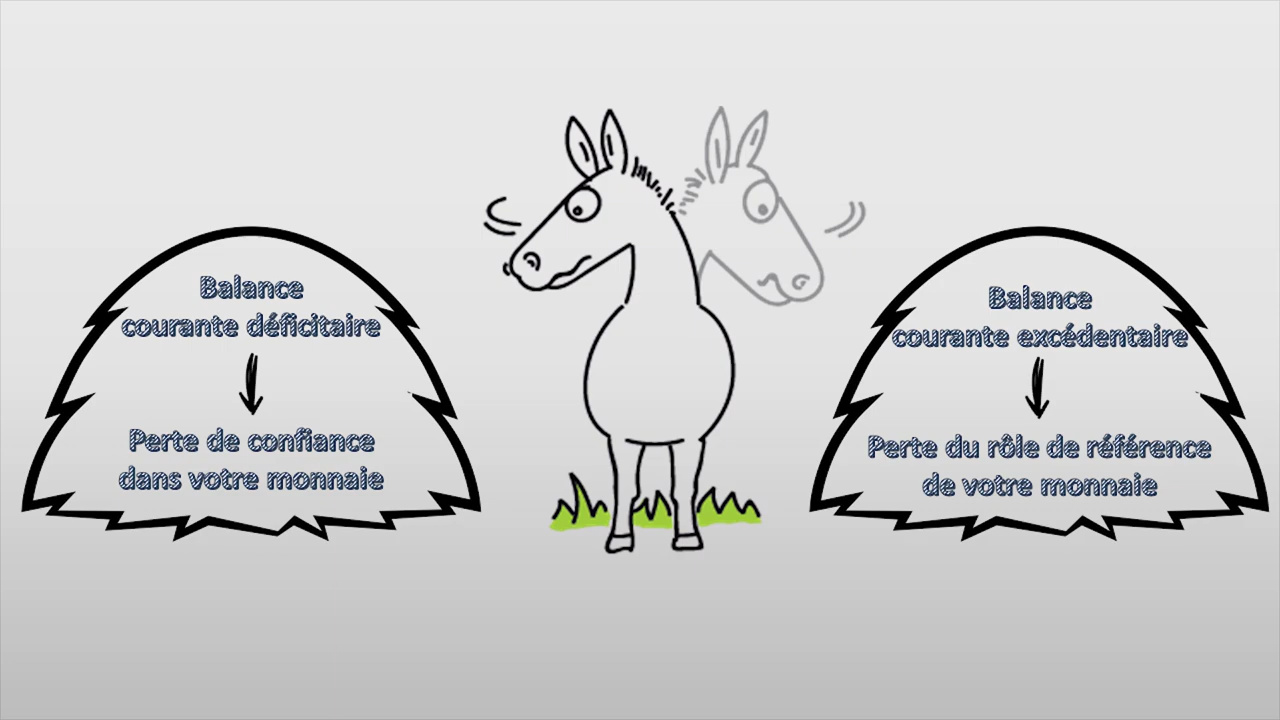 Balance
courante déficitaire
Perte de confiance
dans votre monnaie
Balance
courante excédentaire
Perte du rôle de référence
de votre monnaie